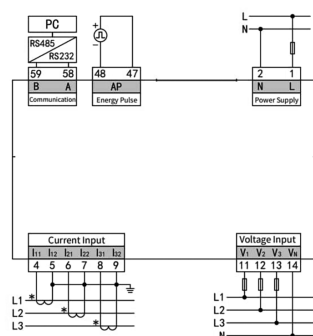 PC
RS485
RS232
59 58
B A
Communication
+
−
48 47
AP
Energy Pulse
L
N
2 1
N L
Power Supply
Current Input
I11 I12 I21 I22 I31 I32
4 5 6 7 8 9
*
L1
*
L2
*
L3
Voltage Input
V1 V2 V3 VN
11 12 13 14
L1
L2
L3
N